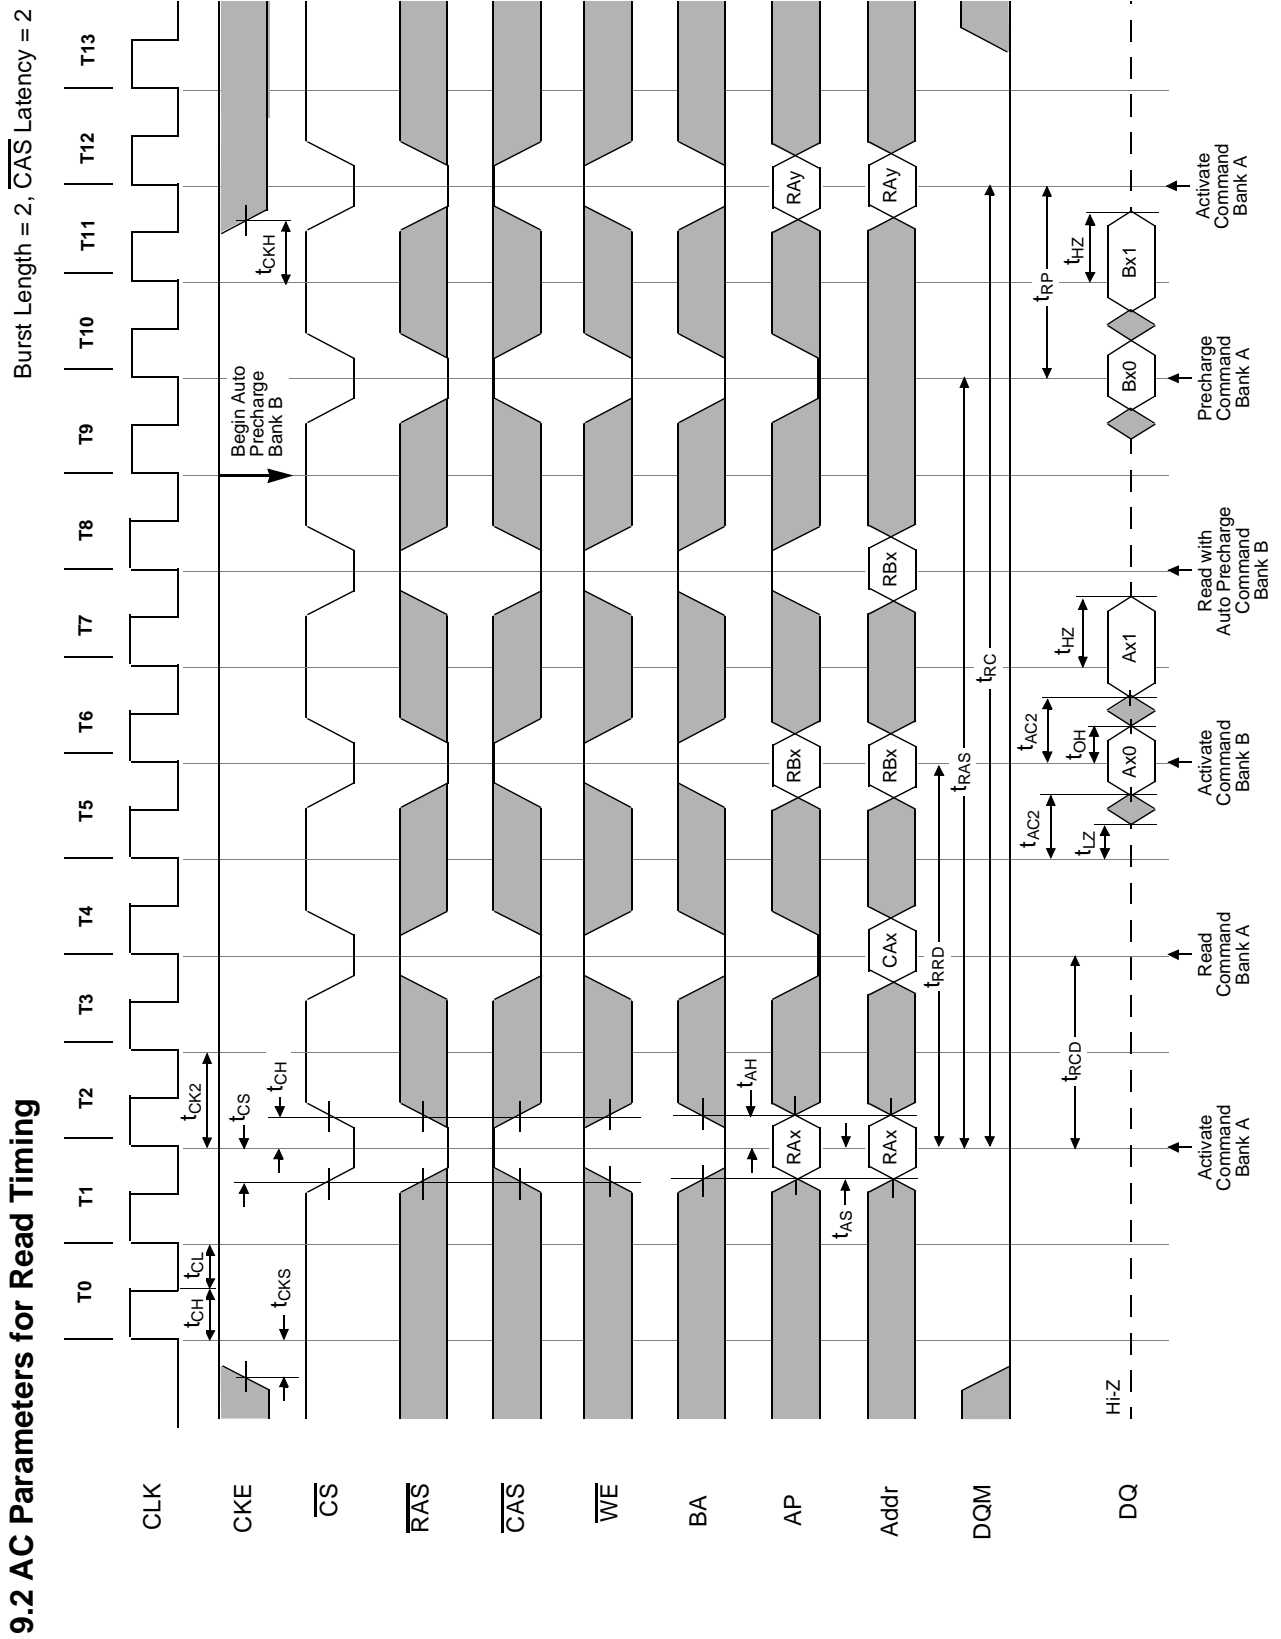 9.2 AC Parameters for Read Timing
Burst Length = 2, CAS Latency = 2
T0 T1 T2 T3 T4 T5 T6 T7 T8 T9 T10 T11 T12 T13
CLK
tCH tCL tCK2
CKE
tCKS
tCS
tCH
Begin Auto
Precharge
Bank B
tCKH
CS
RAS
CAS
WE
BA
tAH
AP
RAx RBx RAy
tAS
Addr
RAx CAx RBx RBx RAy
tRRD
tRAS
tRC
DQM
tRCD
tAC2
tAC2
tRP
tLZ
tOH
tHZ
tHZ
DQ
Hi-Z
Ax0 Ax1 Bx0 Bx1
Activate
Command
Bank A
Read
Command
Bank A
Activate
Command
Bank B
Read with
Auto Precharge
Command
Bank B
Precharge
Command
Bank A
Activate
Command
Bank A